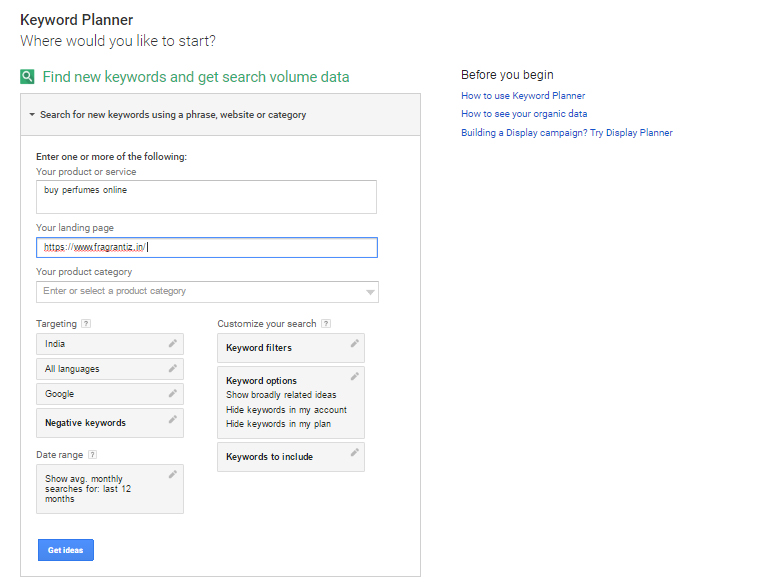 Keyword Planner
Where would you like to start?
Find new keywords and get search volume data
Search for new keywords using a phrase, website or category
Enter one or more of the following:
Your product or service
buy perfumes online
Your landing page
https://www.fragrantiz.in/
Your product category
Enter or select a product category
Targeting ?
India
All languages
Google
Negative keywords
Date range ?
Show avg. monthly
searches for: last 12
months
Customize your search ?
Keyword filters
Keyword options
Show broadly related ideas
Hide keywords in my account
Hide keywords in my plan
Keywords to include
Get ideas
Before you begin
How to use Keyword Planner
How to see your organic data
Building a Display campaign? Try Display Planner